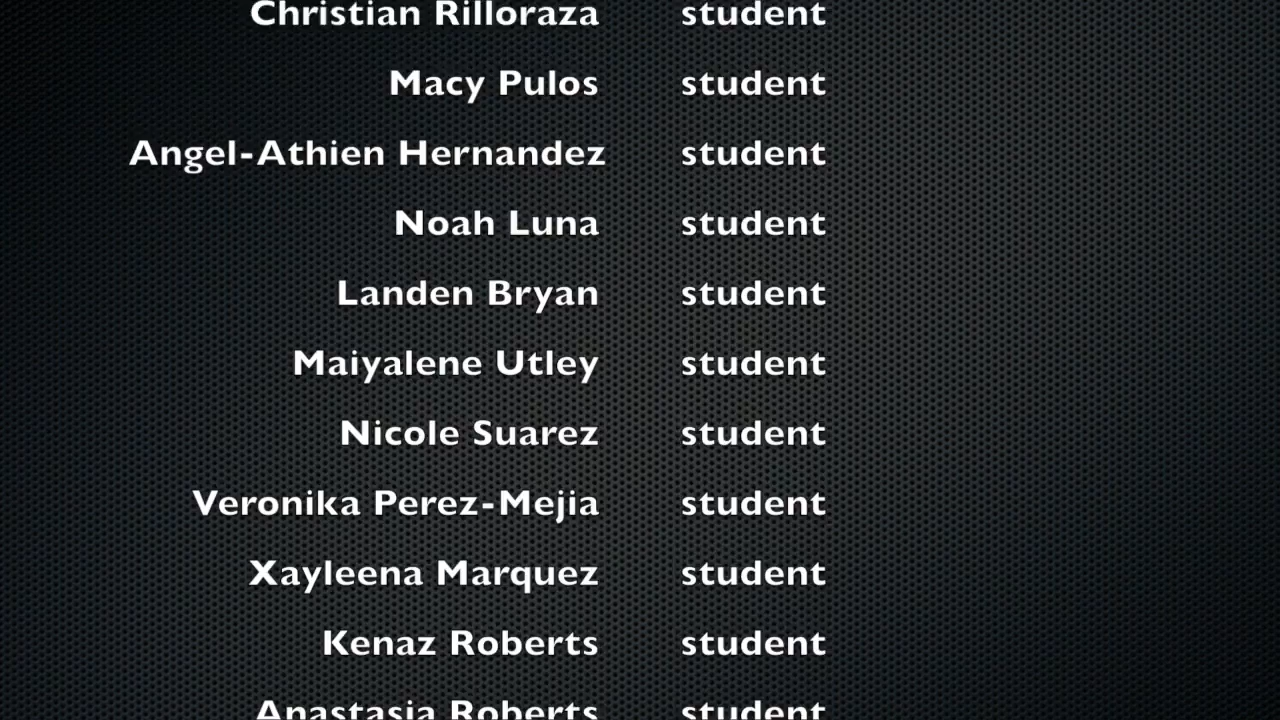 Christian Rilloraza student
Macy Pulos student
Angel-Athien Hernandez student
Noah Luna student
Landen Bryan student
Maiyalene Utley student
Nicole Suarez student
Veronika Perez-Mejia student
Xayleena Marquez student
Kenaz Roberts student
Anastasia Roberts student